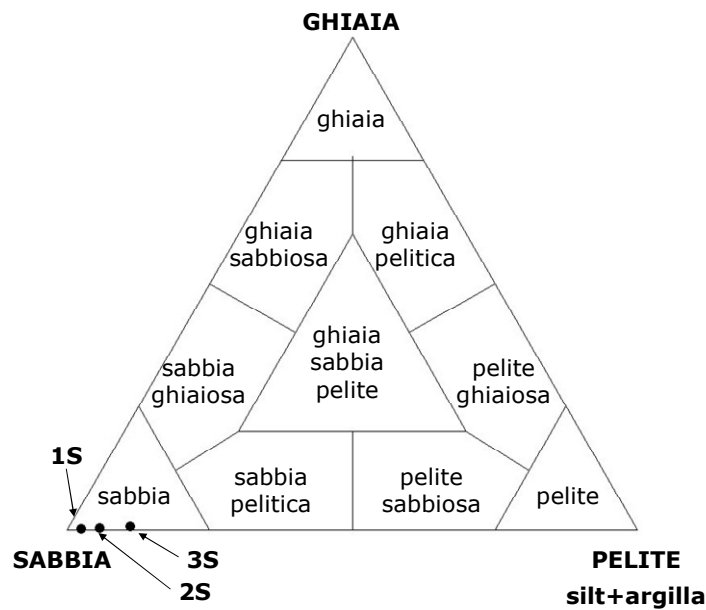 GHIAIA
ghiaia
ghiaia
sabbiosa
ghiaia
pelitica
ghiaia
sabbia
pelite
sabbia
ghiaiosa
pelite
ghiaiosa
1S
sabbia
sabbia
pelitica
pelite
sabbiosa
pelite
SABBIA
3S
2S
PELITE
silt+argilla